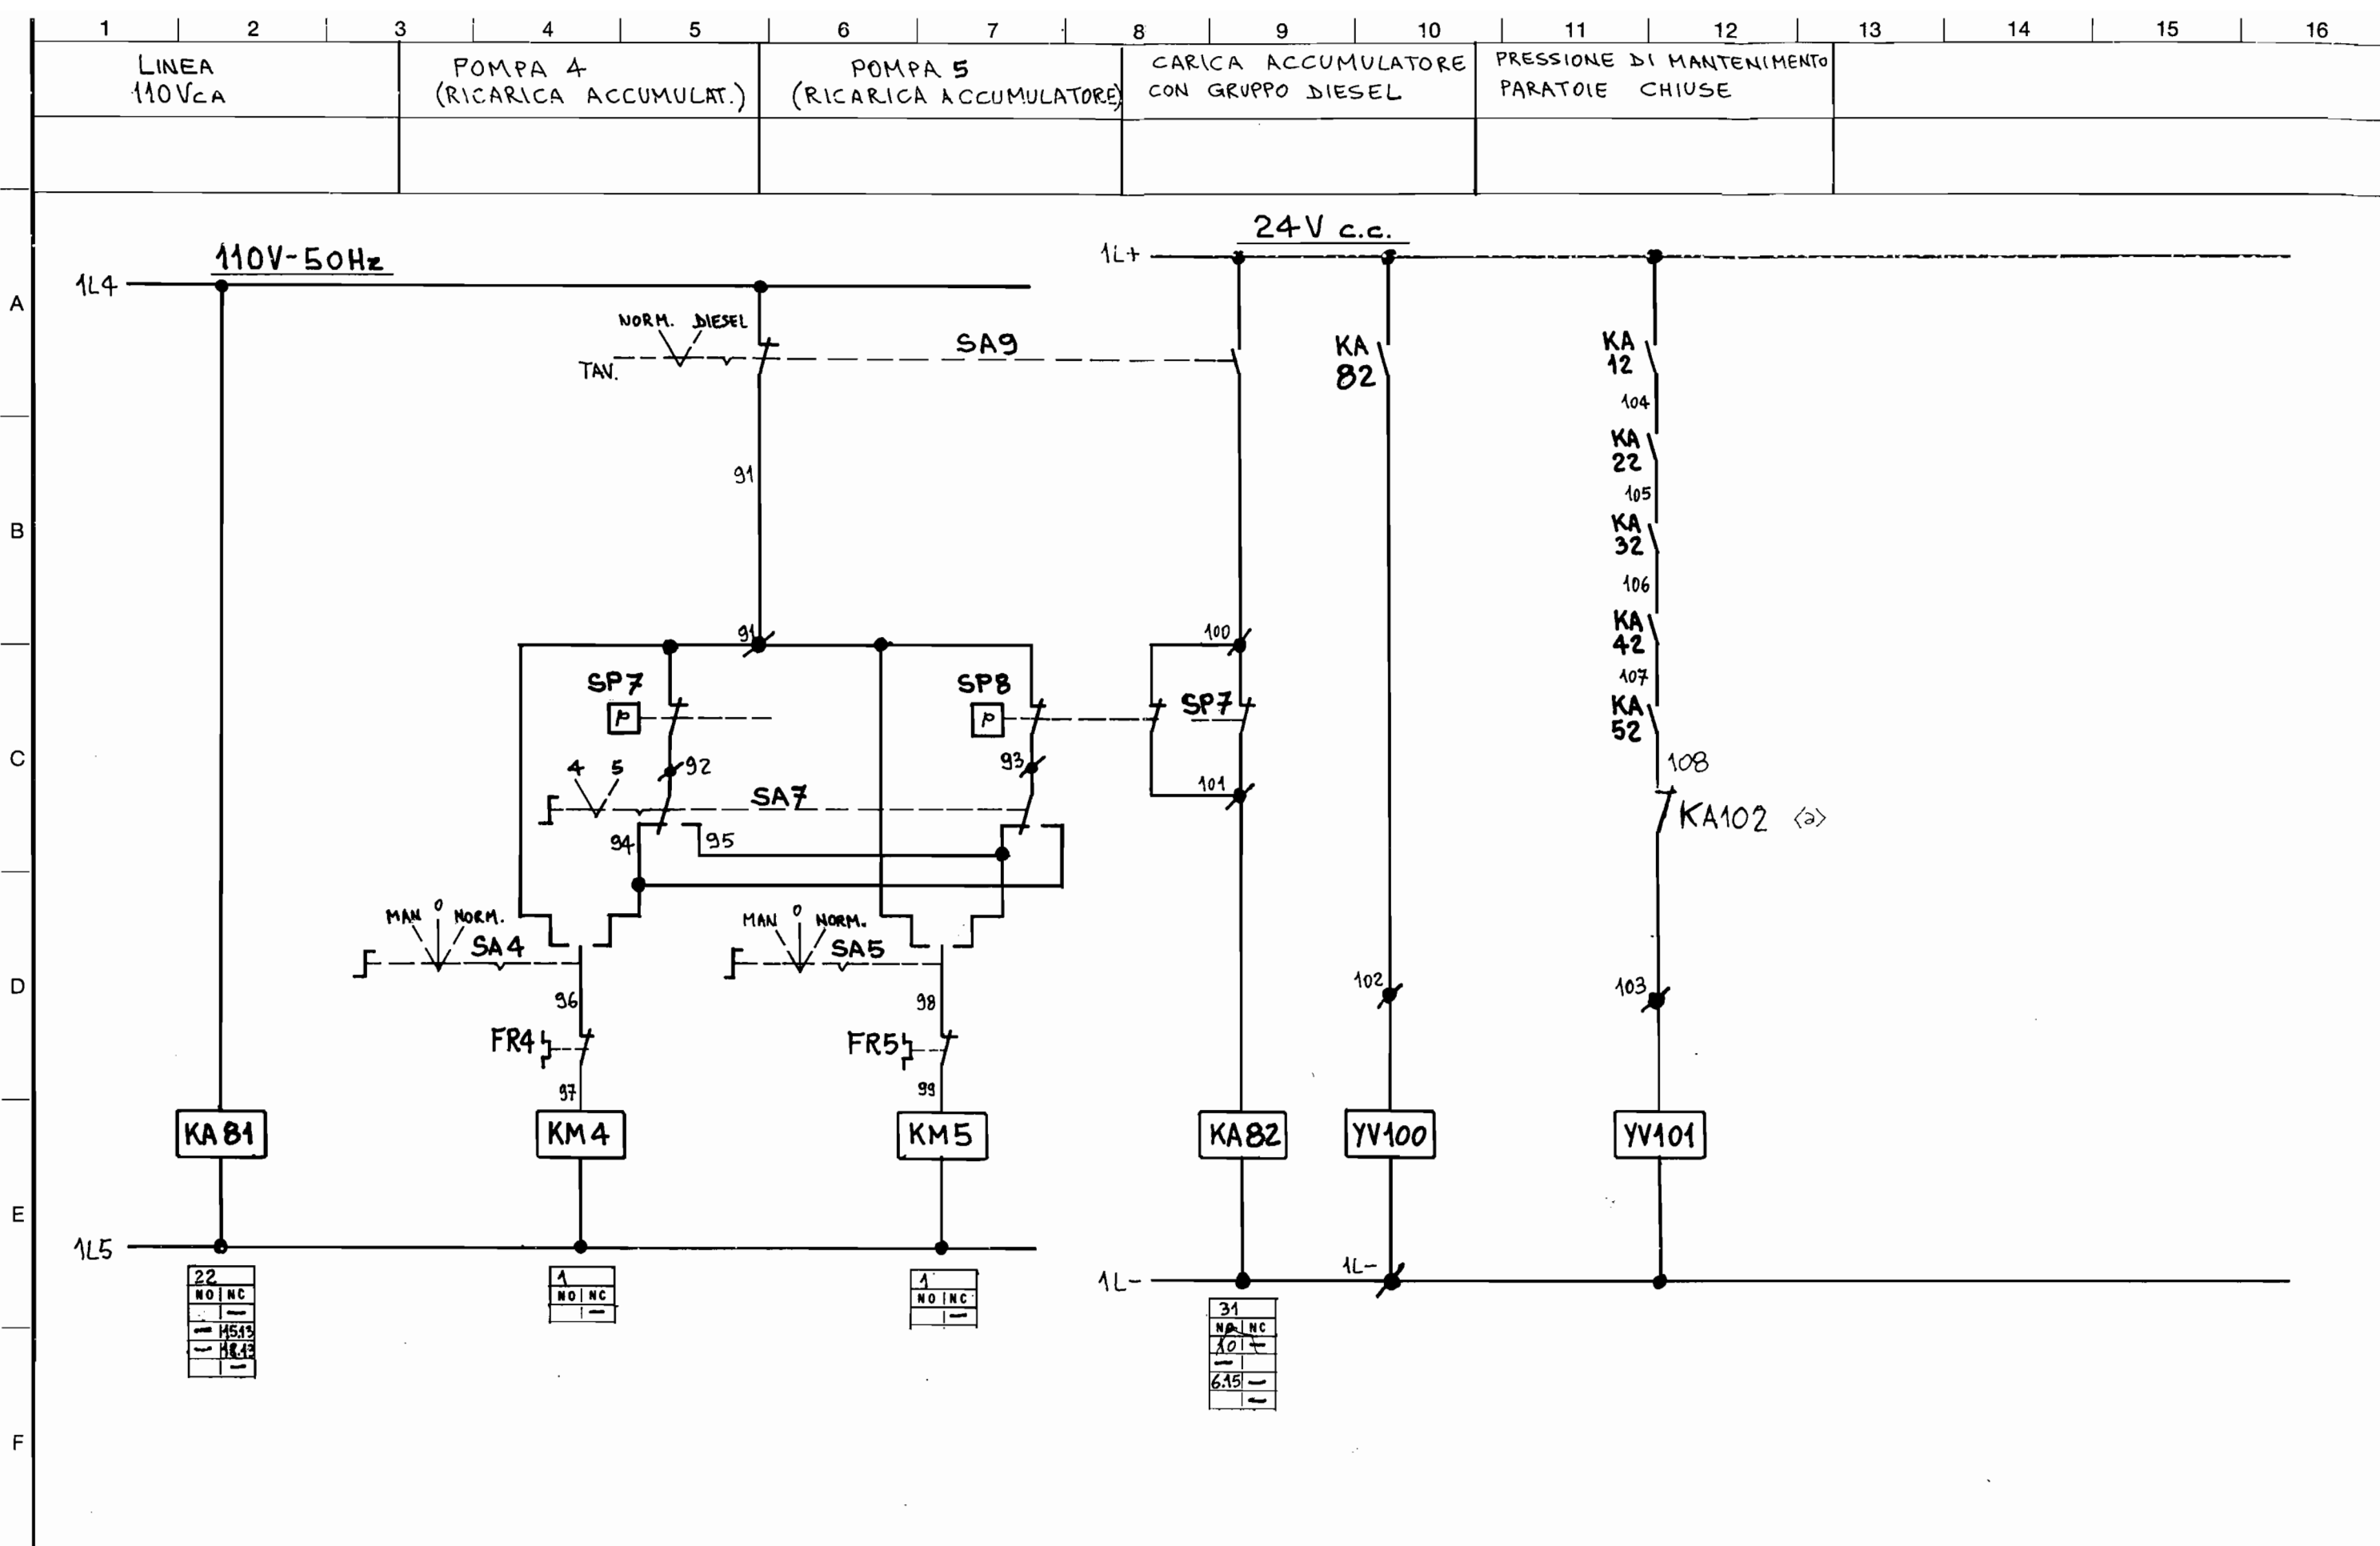 1 2 3 4 5 6 7 8 9 10 11 12 13 14 15 16
LINEA
110VCA
POMPA 4
(RICARICA ACCUMULAT.)
POMPA 5
(RICARICA ACCUMULATORE)
CARICA ACCUMULATORE
CON GRUPPO DIESEL
PRESSIONE DI MANTENIMENTO
PARATOIE CHIUSE
A
B
C
D
E
F
110V-50Hz
1L4
24V c.c.
1L+
NORM. DIESEL
TAV.
SA9
KA
82
KA
12
104
KA
22
105
KA
32
106
KA
42
107
KA
52
108
KA102 <a>
91
91
100
SP7
P
SP8
P
SP7
92
93
101
4 5
SA7
94
95
MAN 0 NORM.
SA4
MAN 0 NORM.
SA5
96
98
102
103
FR4
FR5
97
99
KA81
KM4
KM5
KA82
YV100
YV101
1L5
1L-
1L-
22
NO NC
—
— 15.13
— 18.13
—
1
NO NC
—
1
NO NC
—
31
NO NC
10 —
—
6.15 —
—